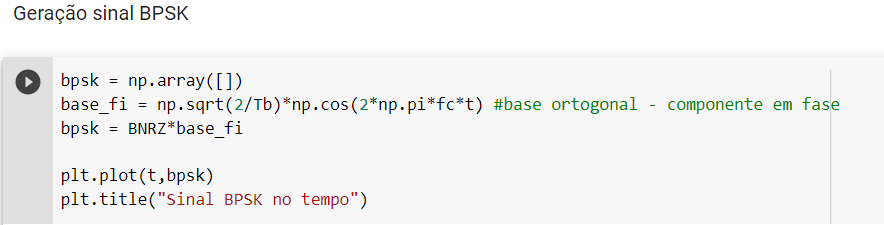 Geração sinal BPSK
bpsk = np.array([])
base_fi = np.sqrt(2/Tb)*np.cos(2*np.pi*fc*t) #base ortogonal - componente em fase
bpsk = BNRZ*base_fi
plt.plot(t,bpsk)
plt.title("Sinal BPSK no tempo")